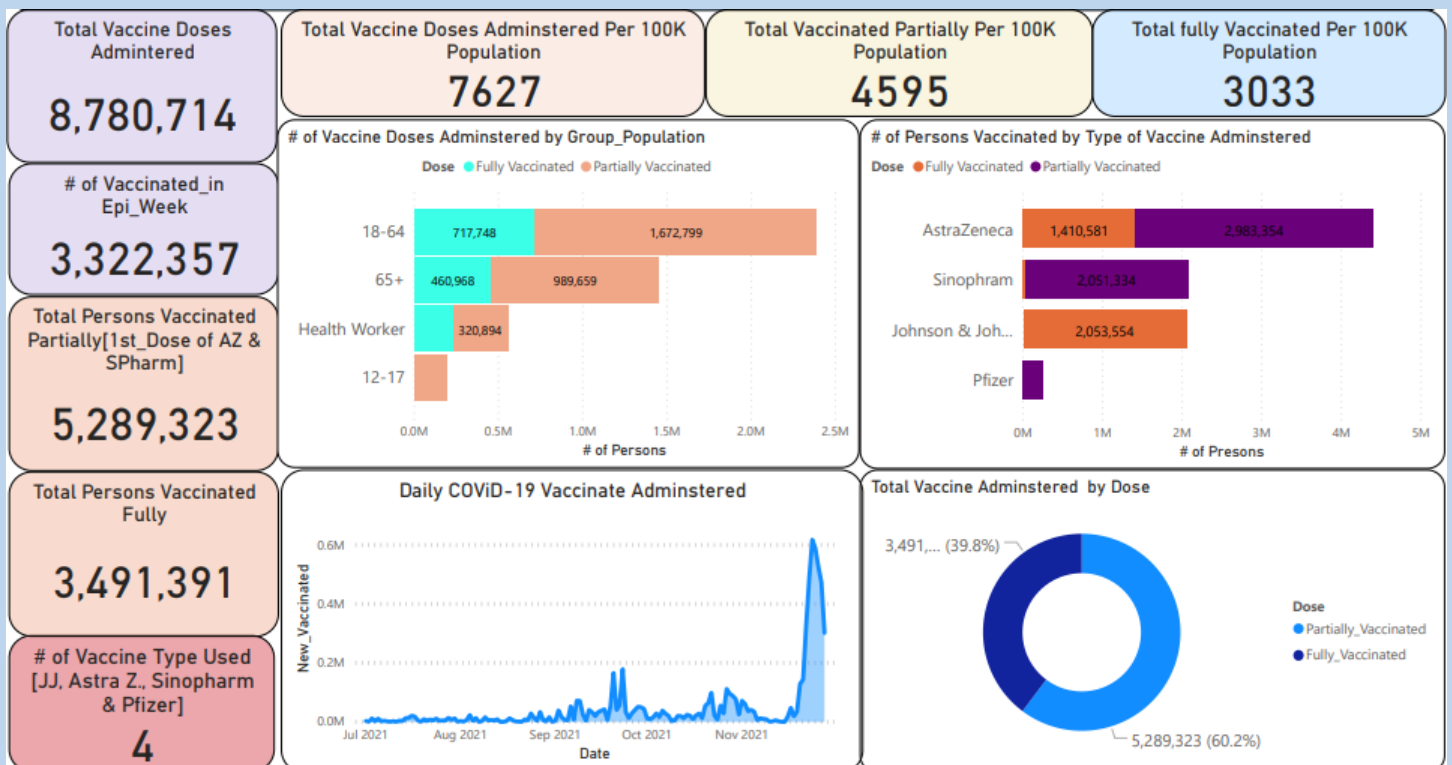 Total Vaccine Doses
Admintered
8,780,714
Total Vaccine Doses Adminstered Per 100K
Population
7627
Total Vaccinated Partially Per 100K
Population
4595
Total fully Vaccinated Per 100K
Population
3033
# of Vaccinated_in
Epi_Week
3,322,357
Total Persons Vaccinated
Partially[1st_Dose of AZ &
SPharm]
5,289,323
Total Persons Vaccinated
Fully
3,491,391
# of Vaccine Type Used
[JJ, Astra Z., Sinopharm
& Pfizer]
4
# of Vaccine Doses Adminstered by Group_Population
Dose Fully Vaccinated Partially Vaccinated
18-64 717,748 1,672,799
65+ 460,968 989,659
Health Worker 320,894
12-17
0.0M 0.5M 1.0M 1.5M 2.0M 2.5M
# of Persons
# of Persons Vaccinated by Type of Vaccine Adminstered
Dose Fully Vaccinated Partially Vaccinated
AstraZeneca 1,410,581 2,983,354
Sinophram 2,051,334
Johnson & Joh... 2,053,554
Pfizer
0M 1M 2M 3M 4M 5M
# of Presons
Daily COViD-19 Vaccinate Adminstered
New_Vaccinated
0.6M
0.4M
0.2M
0.0M
Jul 2021 Aug 2021 Sep 2021 Oct 2021 Nov 2021
Date
Total Vaccine Adminstered by Dose
3,491,... (39.8%)
5,289,323 (60.2%)
Dose
Partially_Vaccinated
Fully_Vaccinated